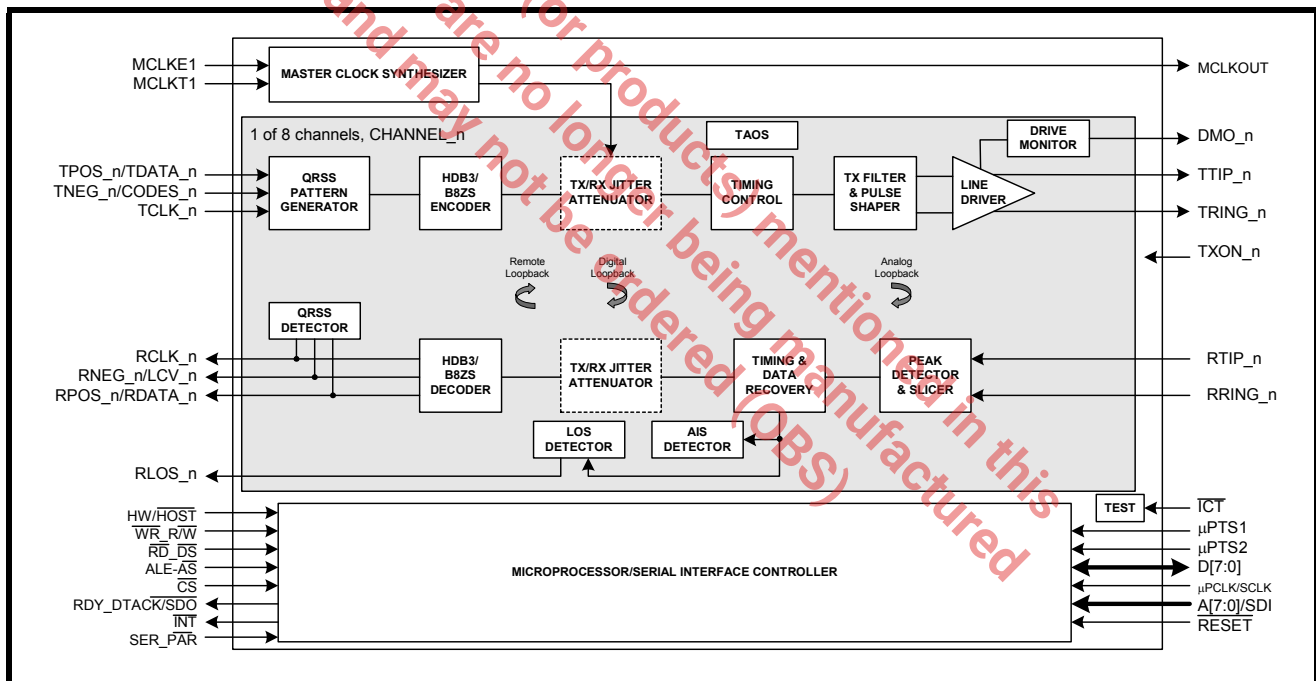 (or products) mentioned in this
are no longer being manufactured
and may not be ordered (OBS)
MCLKE1
MCLKT1
MASTER CLOCK SYNTHESIZER
MCLKOUT
1 of 8 channels, CHANNEL_n
TAOS
DRIVE
MONITOR
DMO_n
TPOS_n/TDATA_n
TNEG_n/CODES_n
TCLK_n
QRSS
PATTERN
GENERATOR
HDB3/
B8ZS
ENCODER
TX/RX JITTER
ATTENUATOR
TIMING
CONTROL
TX FILTER
& PULSE
SHAPER
LINE
DRIVER
TTIP_n
TRING_n
TXON_n
Remote
Loopback
Digital
Loopback
Analog
Loopback
QRSS
DETECTOR
RCLK_n
RNEG_n/LCV_n
RPOS_n/RDATA_n
HDB3/
B8ZS
DECODER
TX/RX JITTER
ATTENUATOR
TIMING &
DATA
RECOVERY
PEAK
DETECTOR
& SLICER
RTIP_n
RRING_n
LOS
DETECTOR
AIS
DETECTOR
RLOS_n
TEST
ICT
HW/HOST
WR_R/W
RD_DS
ALE-AS
CS
RDY_DTACK/SDO
INT
SER_PAR
MICROPROCESSOR/SERIAL INTERFACE CONTROLLER
µPTS1
µPTS2
D[7:0]
µPCLK/SCLK
A[7:0]/SDI
RESET